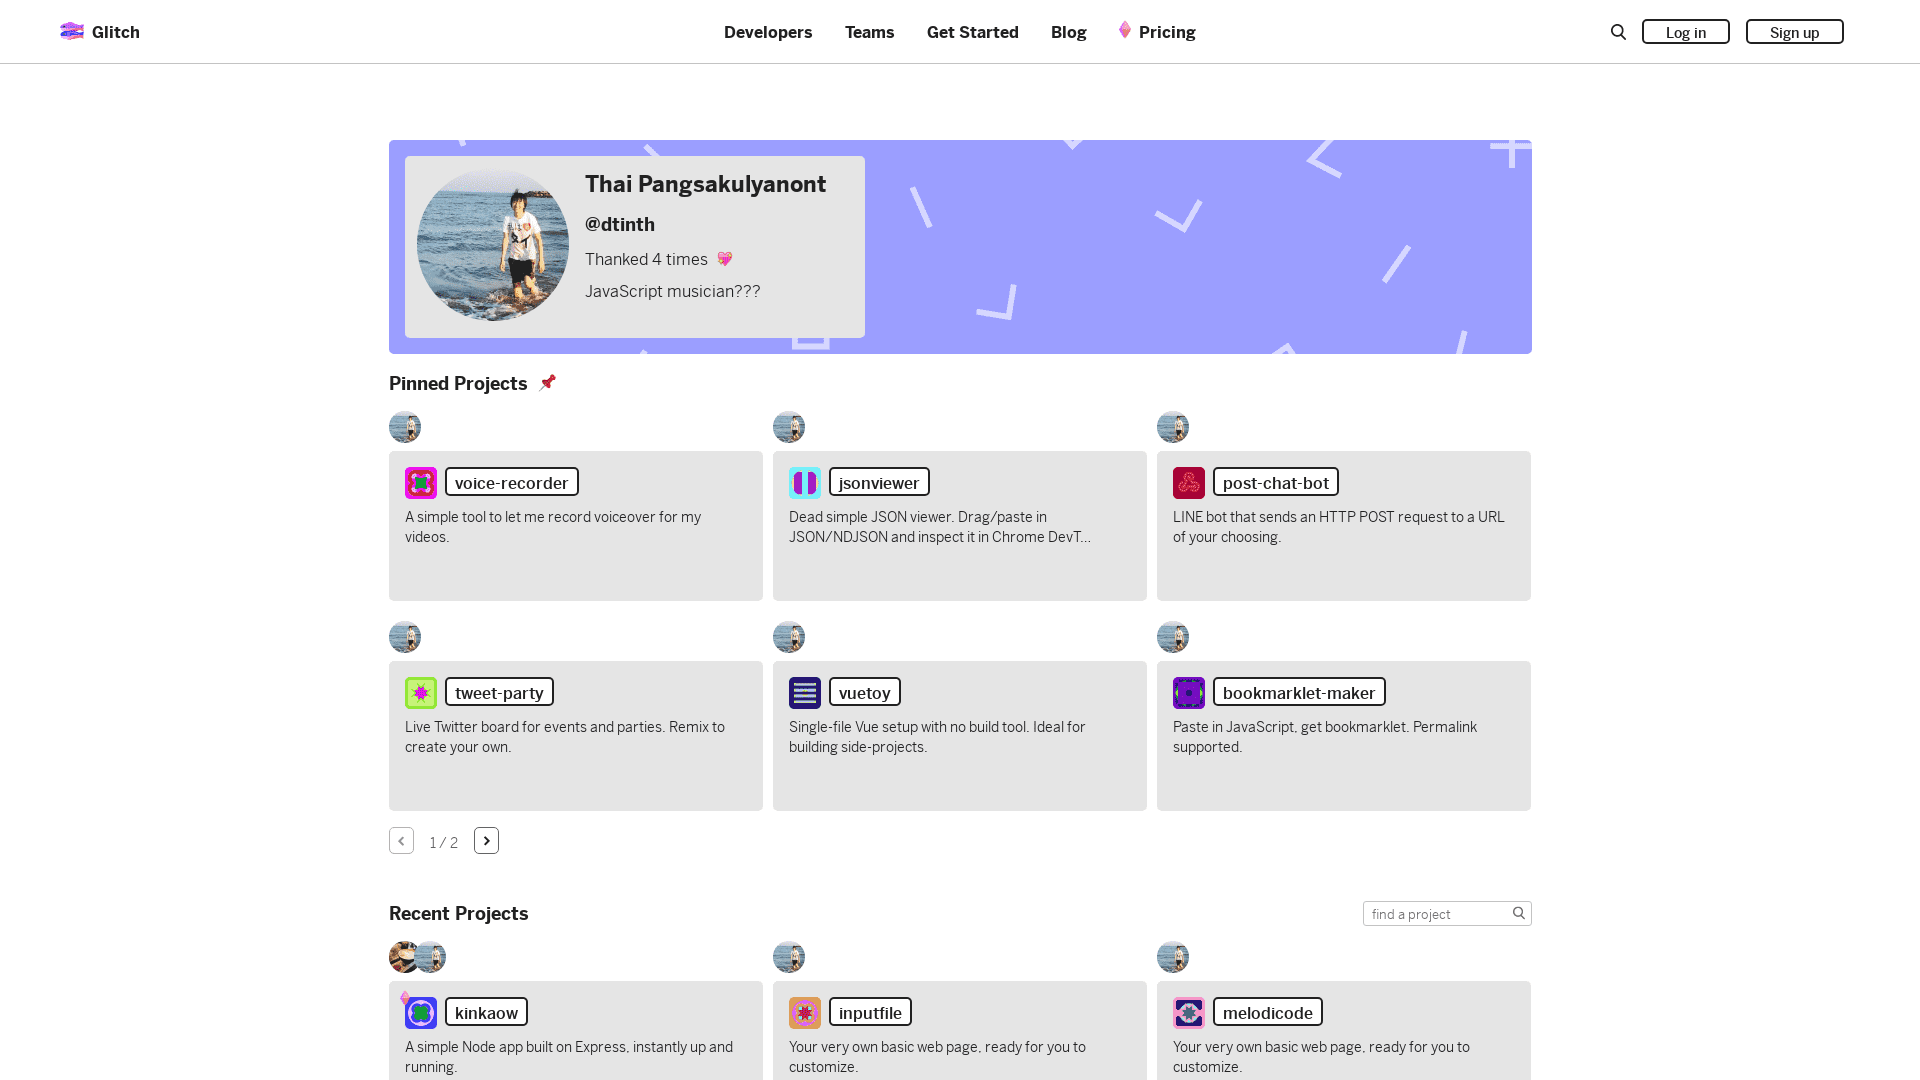 Glitch
Developers
Teams
Get Started
Blog
Pricing
Log in
Sign up
Thai Pangsakulyanont
@dtinth
Thanked 4 times
JavaScript musician???
Pinned Projects
voice-recorder
A simple tool to let me record voiceover for my
videos.
jsonviewer
Dead simple JSON viewer. Drag/paste in
JSON/NDJSON and inspect it in Chrome DevT…
post-chat-bot
LINE bot that sends an HTTP POST request to a URL
of your choosing.
tweet-party
Live Twitter board for events and parties. Remix to
create your own.
vuetoy
Single-file Vue setup with no build tool. Ideal for
building side-projects.
bookmarklet-maker
Paste in JavaScript, get bookmarklet. Permalink
supported.
1 / 2
Recent Projects
find a project
kinkaow
A simple Node app built on Express, instantly up and
running.
inputfile
Your very own basic web page, ready for you to
customize.
melodicode
Your very own basic web page, ready for you to
customize.